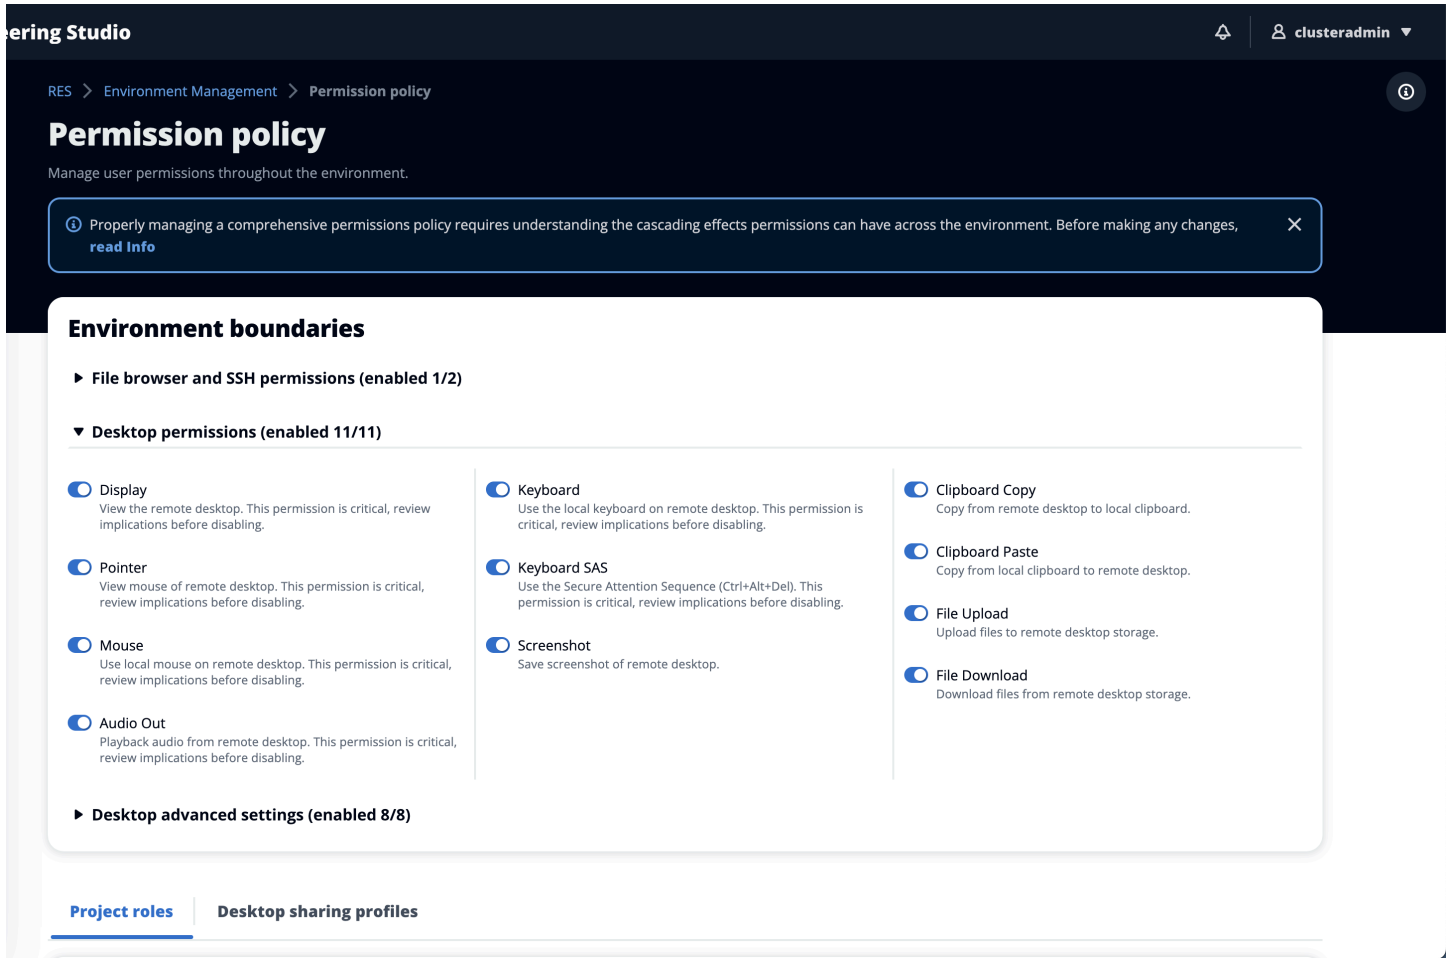 eering Studio
clusteradmin
RES > Environment Management > Permission policy
Permission policy
Manage user permissions throughout the environment.
Properly managing a comprehensive permissions policy requires understanding the cascading effects permissions can have across the environment. Before making any changes,
read Info
Environment boundaries
File browser and SSH permissions (enabled 1/2)
Desktop permissions (enabled 11/11)
Display
View the remote desktop. This permission is critical, review
implications before disabling.
Pointer
View mouse of remote desktop. This permission is critical,
review implications before disabling.
Mouse
Use local mouse on remote desktop. This permission is critical,
review implications before disabling.
Audio Out
Playback audio from remote desktop. This permission is critical,
review implications before disabling.
Keyboard
Use the local keyboard on remote desktop. This permission is
critical, review implications before disabling.
Keyboard SAS
Use the Secure Attention Sequence (Ctrl+Alt+Del). This
permission is critical, review implications before disabling.
Screenshot
Save screenshot of remote desktop.
Clipboard Copy
Copy from remote desktop to local clipboard.
Clipboard Paste
Copy from local clipboard to remote desktop.
File Upload
Upload files to remote desktop storage.
File Download
Download files from remote desktop storage.
Desktop advanced settings (enabled 8/8)
Project roles
Desktop sharing profiles